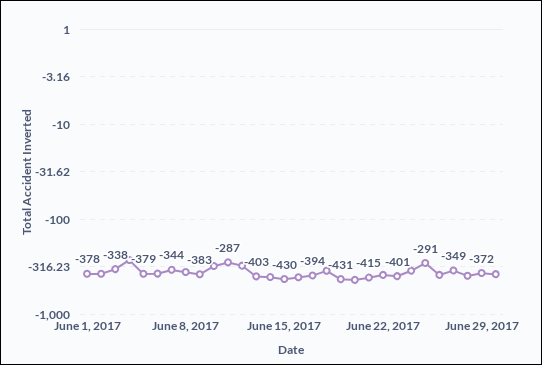 1
-3.16
-10
-31.62
-100
-316.23
-1,000
Total Accident Inverted
-378 -338 -379 -344 -383 -287 -403 -430 -394 -431 -415 -401 -291 -349 -372
June 1, 2017 June 8, 2017 June 15, 2017 June 22, 2017 June 29, 2017
Date